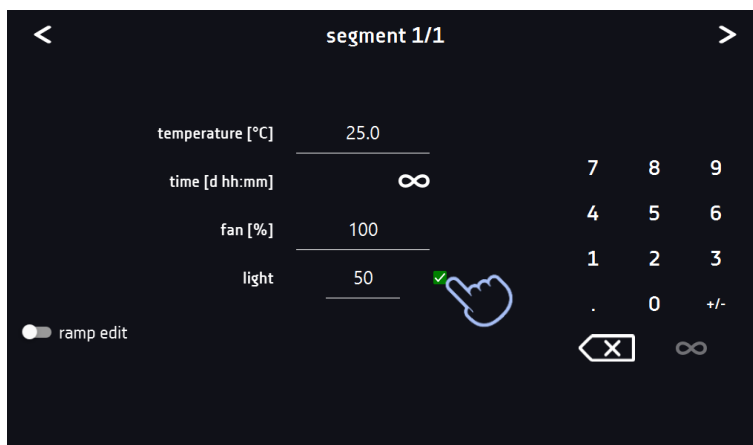 < segment 1/1 >
temperature [°C] 25.0
time [d hh:mm] ∞
fan [%] 100
light 50
ramp edit
7 8 9
4 5 6
1 2 3
. 0 +/-
∞